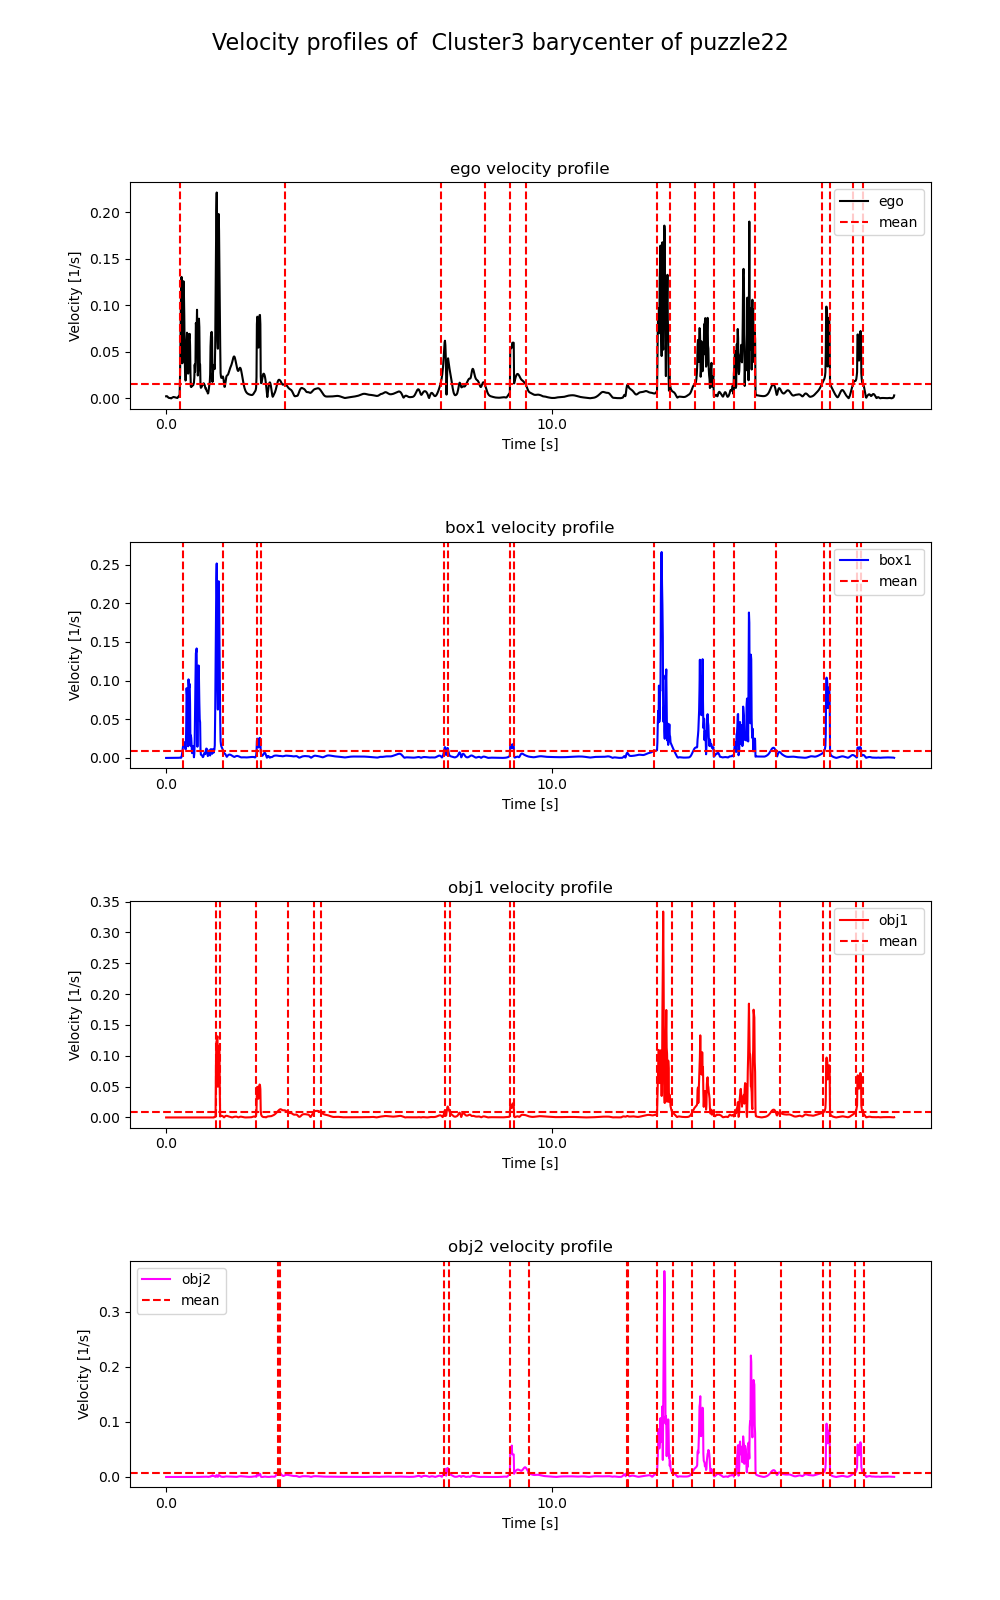 Velocity profiles of  Cluster3 barycenter of puzzle22
ego velocity profile
Velocity [1/s]
0.20
0.15
0.10
0.05
0.00
ego
mean
0.0
10.0
Time [s]
box1 velocity profile
Velocity [1/s]
0.25
0.20
0.15
0.10
0.05
0.00
box1
mean
0.0
10.0
Time [s]
obj1 velocity profile
Velocity [1/s]
0.35
0.30
0.25
0.20
0.15
0.10
0.05
0.00
obj1
mean
0.0
10.0
Time [s]
obj2 velocity profile
Velocity [1/s]
0.3
0.2
0.1
0.0
obj2
mean
0.0
10.0
Time [s]